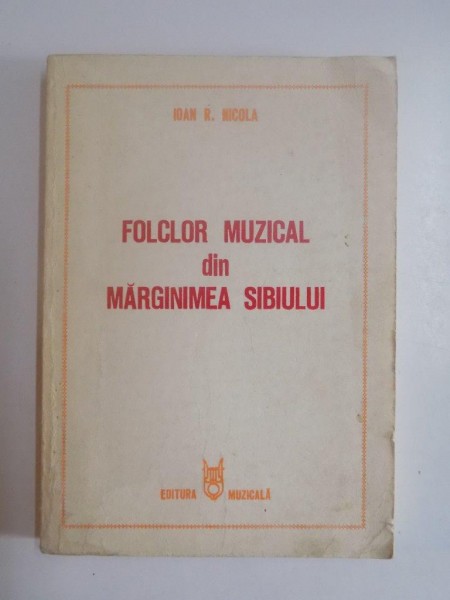 IOAN R. NICOLA
FOLCLOR MUZICAL
din
MĂRGINIMEA SIBIULUI
EDITURA MUZICALĂ